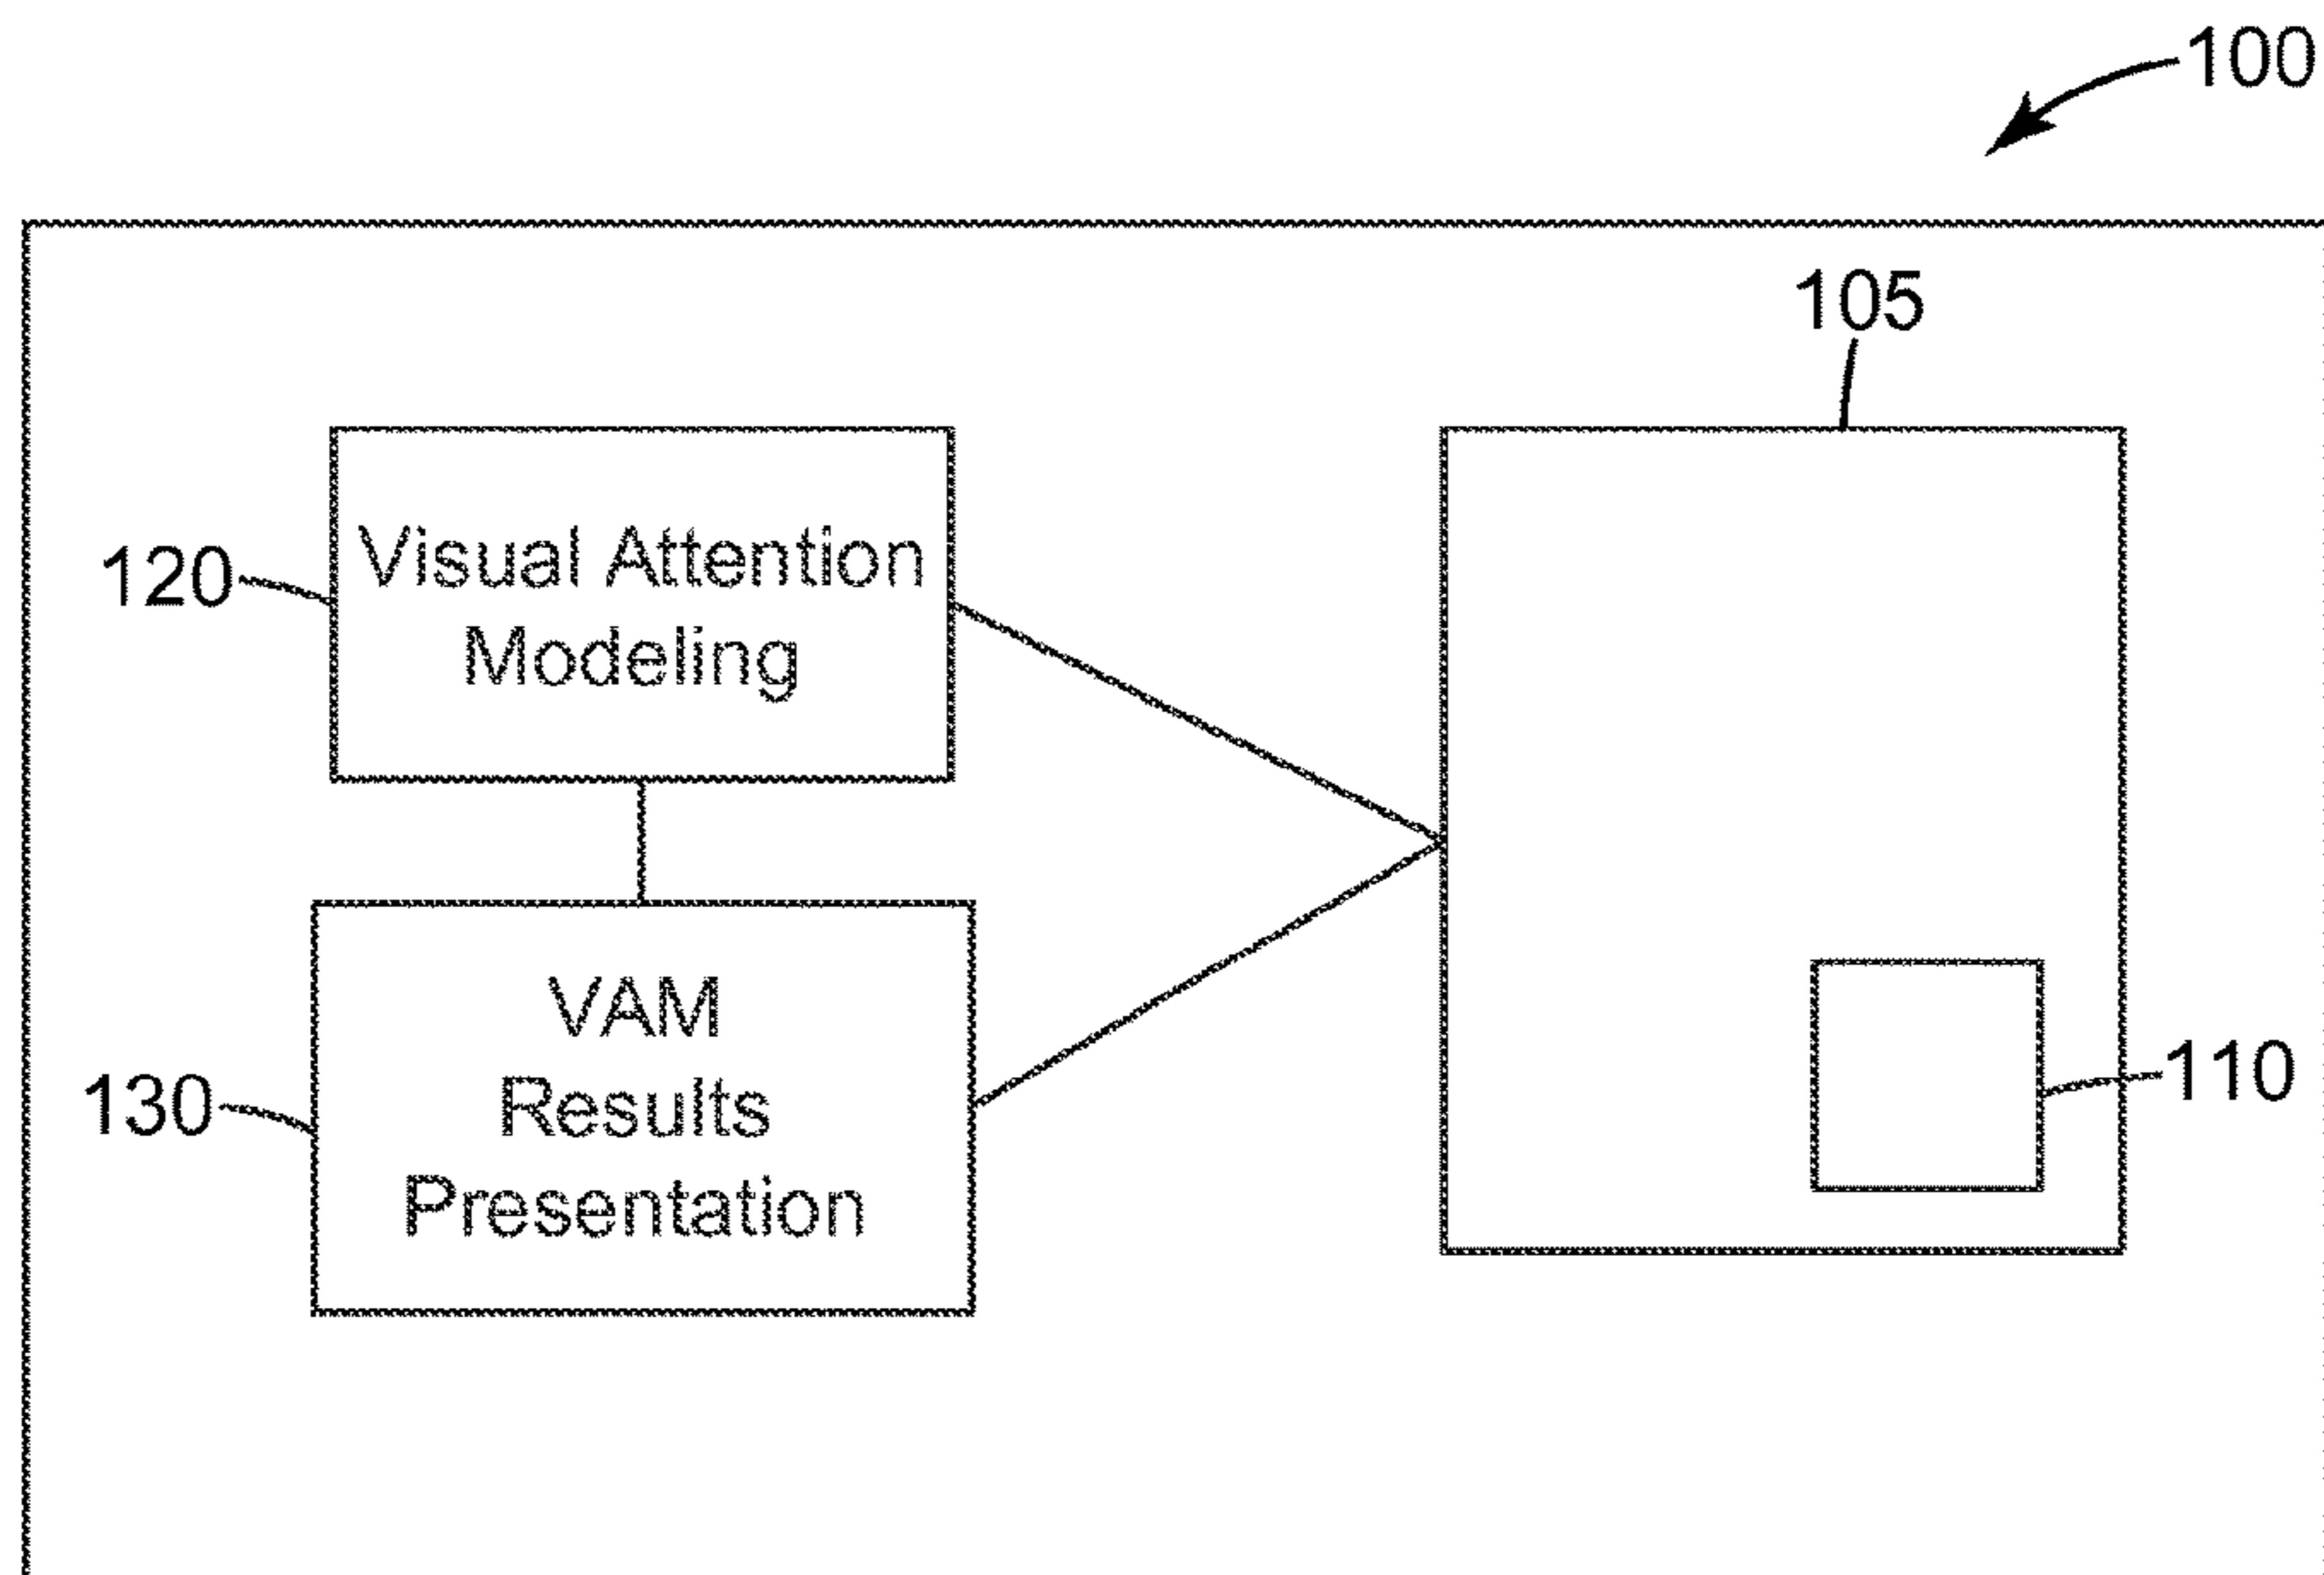 100
105
120
Visual Attention
Modeling
130
VAM
Results
Presentation
110